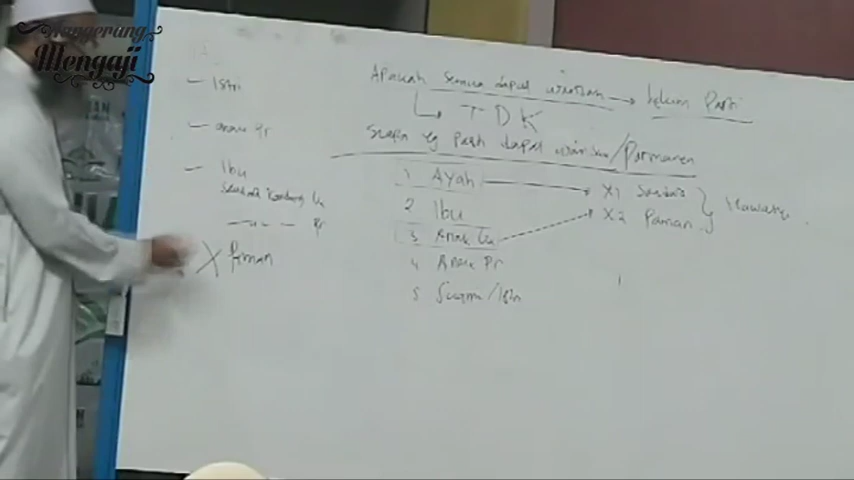 Tangerang
Mengaji
- Istri
- anak Pr
- Ibu
Saudara Kandung Lk
- " - Pr
X Paman
Apakah Semua dapat warisan → belum Pasti
↳ TDK
Siapa yg Pasti dapat warisan / Permanen
1 Ayah → X1 Saudara
2 Ibu X2 Paman
3 Anak Lk
4 Anak Pr
5 Suami / Istri